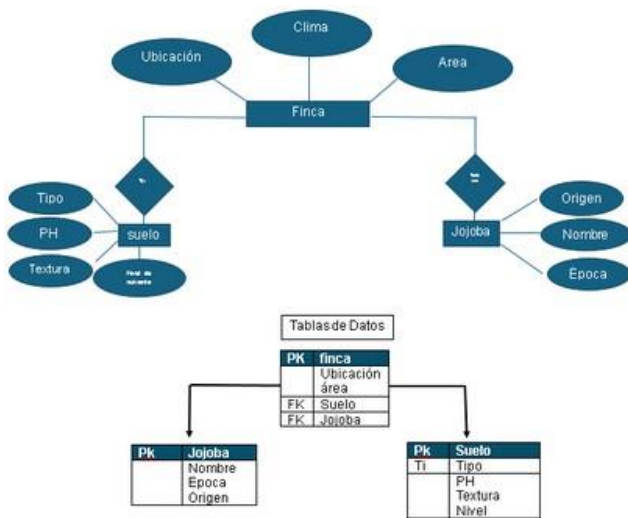 Clima
Ubicación
Area
Finca
Tipo
PH
suelo
Textura
Origen
Jojoba
Nombre
Época
Tablas de Datos
PK finca
Ubicación
área
FK Suelo
FK Jojoba
Pk Jojoba
Nombre
Epoca
Origen
Pk Suelo
Ti Tipo
PH
Textura
Nivel